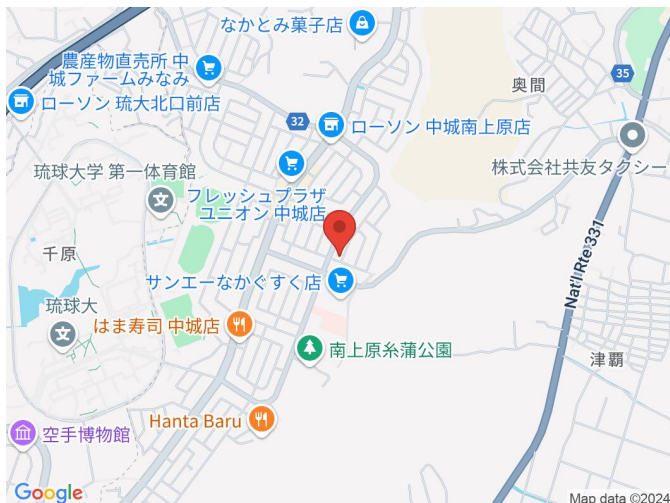 なかとみ菓子店
農産物直売所 中
城ファームみなみ
奥間
35
ローソン 琉大北口前店
32
ローソン 中城南上原店
株式会社共友タクシー
琉球大学 第一体育館
フレッシュプラザ
ユニオン 中城店
千原
サンエーなかぐすく店
Nat'l Rte 331
琉球大
はま寿司 中城店
南上原糸蒲公園
津覇
Hanta Baru
空手博物館
Google
Map data ©2024